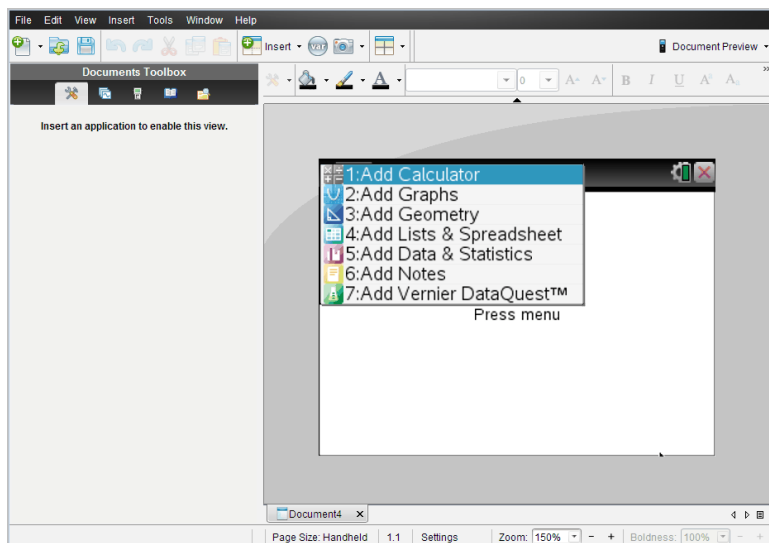 File Edit View Insert Tools Window Help
Insert var Document Preview
Documents Toolbox
0 A A B I U A A
Insert an application to enable this view.
1:Add Calculator
2:Add Graphs
3:Add Geometry
4:Add Lists & Spreadsheet
5:Add Data & Statistics
6:Add Notes
7:Add Vernier DataQuest™
Press menu
Document4
Page Size: Handheld 1.1 Settings Zoom: 150% - + Boldness: 100% - +